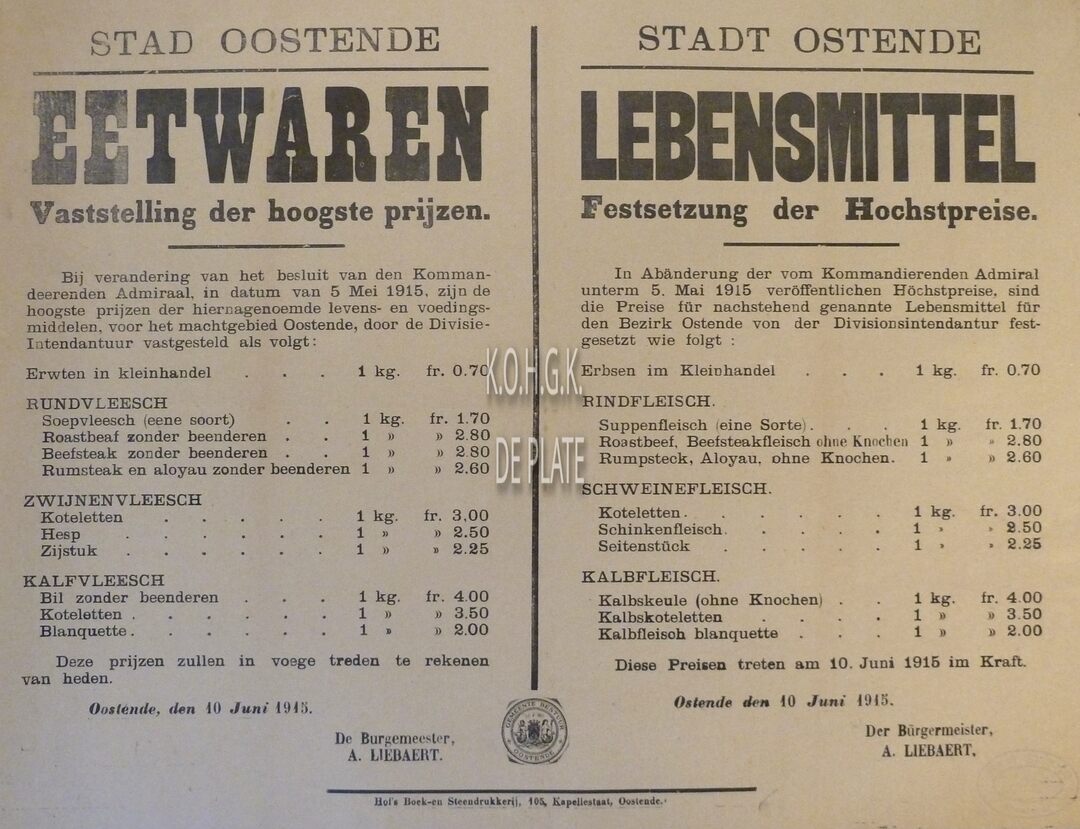 STAD OOSTENDE
EETWAREN
Vaststelling der hoogste prijzen.
Bij verandering van het besluit van den Komman-
deerenden Admiraal, in datum van 5 Mei 1915, zijn de
hoogste prijzen der hiernagenoemde levens- en voedings-
middelen, voor het machtgebied Oostende, door de Divisie-
Intendantuur vastgesteld als volgt:
Erwten in kleinhandel . . . 1 kg. fr. 0.70
RUNDVLEESCH
Soepvleesch (eene soort) . . 1 kg. fr. 1.70
Roastbeaf zonder beenderen . . 1 » » 2.80
Beefsteak zonder beenderen . . 1 » » 2.80
Rumsteak en aloyau zonder beenderen 1 » » 2.60
ZWIJNENVLEESCH
Koteletten . . . . . 1 kg. fr. 3,00
Hesp . . . . . . 1 » » 2.50
Zijstuk . . . . . . 1 » » 2.25
KALFVLEESCH
Bil zonder beenderen . . . 1 kg. fr. 4.00
Koteletten . . . . . . 1 » » 3.50
Blanquette . . . . . . 1 » » 2.00
Deze prijzen zullen in voege treden te rekenen
van heden.
Oostende, den 10 Juni 1915.
De Burgemeester,
A. LIEBAERT.
STADT OSTENDE
LEBENSMITTEL
Festsetzung der Hochstpreise.
In Abänderung der vom Kommandierenden Admiral
unterm 5. Mai 1915 veröffentlichen Höchstpreise, sind
die Preise für nachstehend genannte Lebensmittel für
den Bezirk Ostende von der Divisionsintendantur fest-
gesetzt wie folgt :
Erbsen im Kleinhandel . . . 1 kg. fr. 0.70
RINDFLEISCH.
Suppenfleisch (eine Sorte) . . . 1 kg. fr. 1.70
Roastbeef, Beefsteakfleisch ohne Knochen 1 » » 2.80
Rumpsteck, Aloyau, ohne Knochen. 1 » » 2.60
SCHWEINEFLEISCH.
Koteletten . . . . . 1 kg. fr. 3.00
Schinkenfleisch. . . . . 1 » » 2.50
Seitenstück . . . . . 1 » » 2.25
KALBFLEISCH.
Kalbskeule (ohne Knochen) . . 1 kg. fr. 4.00
Kalbskoteletten . . . . 1 » » 3.50
Kalbfleisch blanquette . . . 1 » » 2.00
Diese Preisen treten am 10. Juni 1915 im Kraft.
Ostende den 10 Juni 1915.
Der Bürgermeister,
A. LIEBAERT,
K.O.H.G.K.
DE PLATE
GEMEENTE BESTUUR
OOSTENDE
Hof's Boek-en Steendrukkerij, 105, Kapellestaat, Oostende.